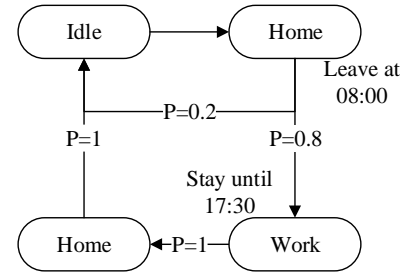 Idle
Home
Leave at
08:00
P=0.2
P=1
P=0.8
Stay until
17:30
Home
P=1
Work